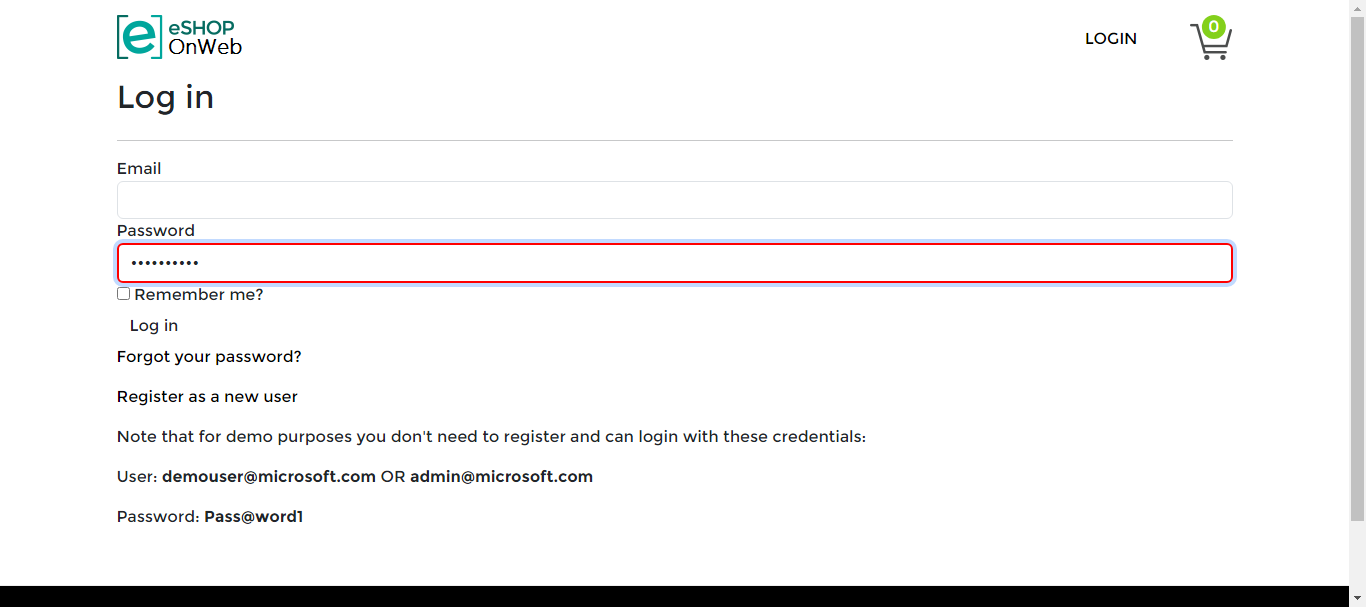 eSHOP
OnWeb
LOGIN
0
Log in
Email
Password
••••••••••
Remember me?
Log in
Forgot your password?
Register as a new user
Note that for demo purposes you don't need to register and can login with these credentials:
User: demouser@microsoft.com OR admin@microsoft.com
Password: Pass@word1